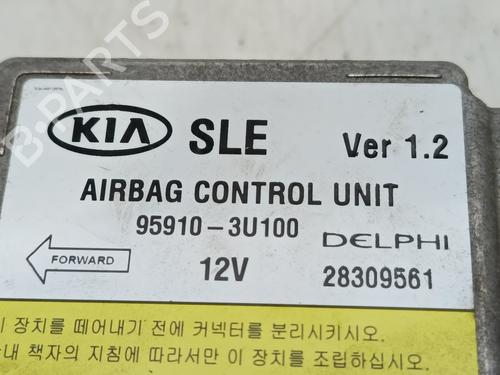 KIA SLE Ver 1.2
AIRBAG CONTROL UNIT
95910-3U100 DELPHI
FORWARD 12V 28309561
장치를 떼어내기 전에 커넥터를 분리시키시오.
내 책자의 지침에 따라서만 이 장치를 조립하십시오.
B-PARTS